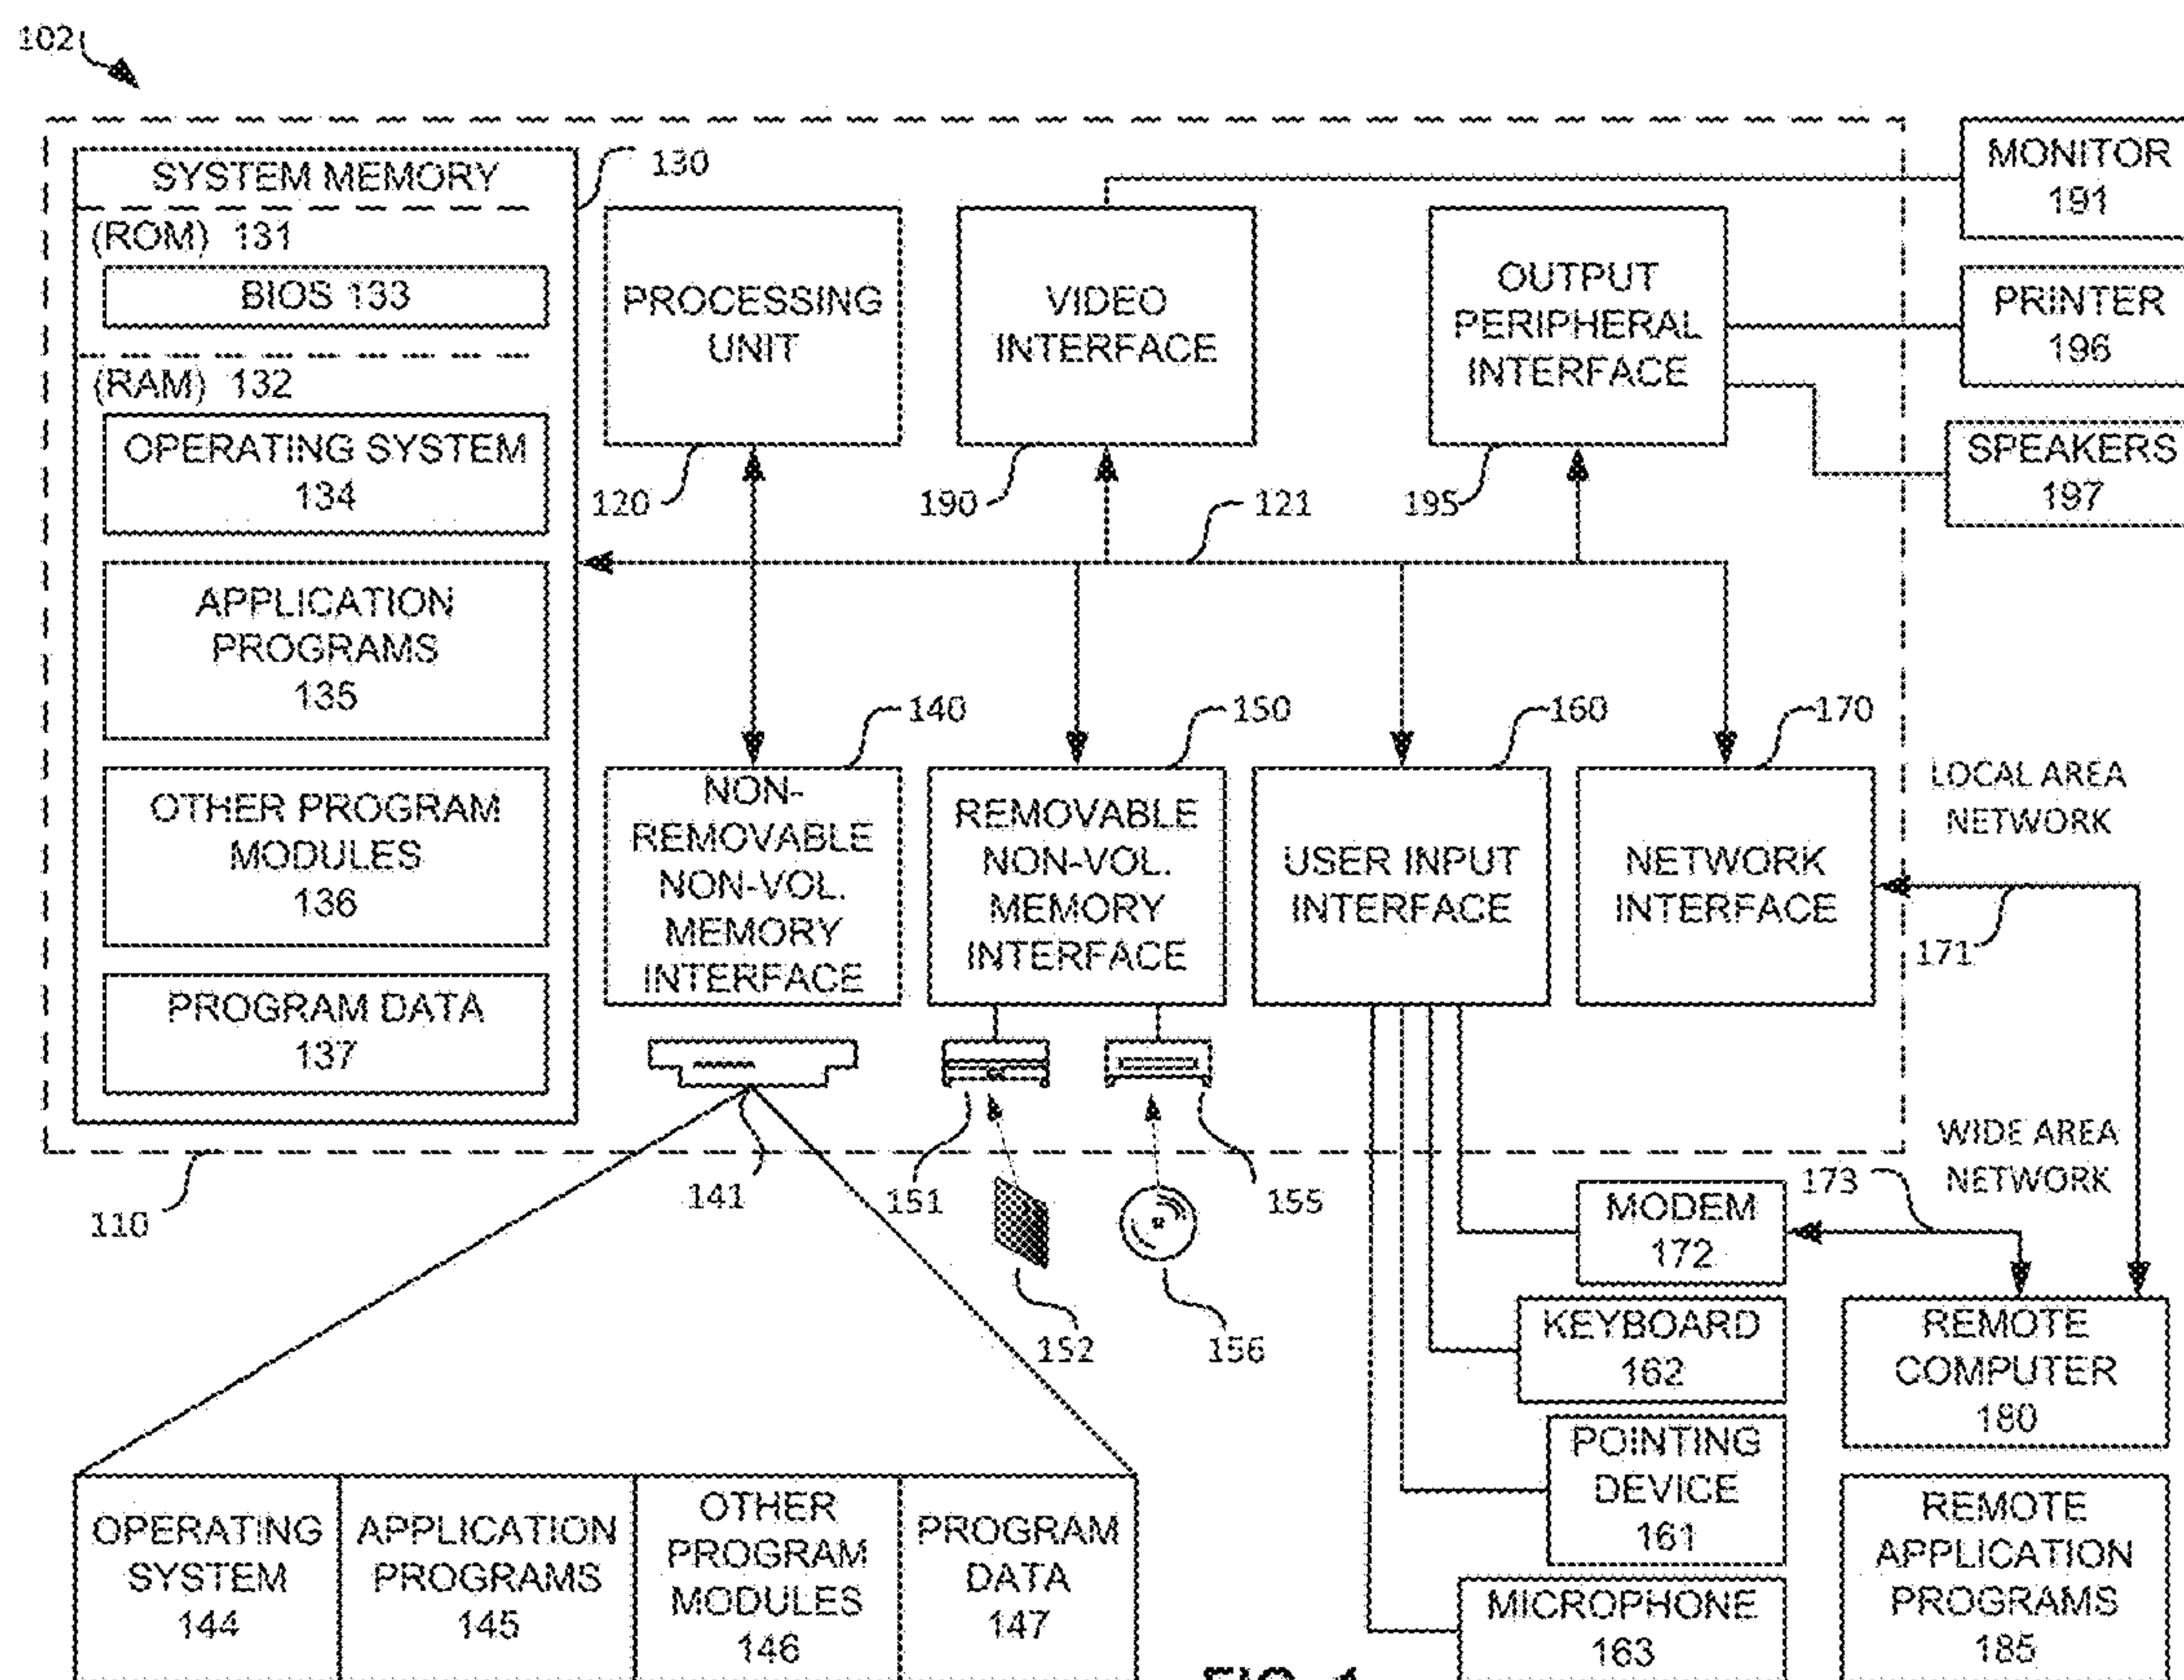 102
SYSTEM MEMORY
130
(ROM) 131
BIOS 133
(RAM) 132
OPERATING SYSTEM
134
APPLICATION
PROGRAMS
135
OTHER PROGRAM
MODULES
136
PROGRAM DATA
137
PROCESSING
UNIT
120
VIDEO
INTERFACE
190
121
OUTPUT
PERIPHERAL
INTERFACE
195
MONITOR
191
PRINTER
196
SPEAKERS
197
140
NON-
REMOVABLE
NON-VOL.
MEMORY
INTERFACE
150
REMOVABLE
NON-VOL.
MEMORY
INTERFACE
160
USER INPUT
INTERFACE
170
NETWORK
INTERFACE
LOCAL AREA
NETWORK
171
WIDE AREA
NETWORK
173
110
141
151
155
152
156
MODEM
172
KEYBOARD
162
POINTING
DEVICE
161
MICROPHONE
163
REMOTE
COMPUTER
180
REMOTE
APPLICATION
PROGRAMS
185
OPERATING
SYSTEM
144
APPLICATION
PROGRAMS
145
OTHER
PROGRAM
MODULES
146
PROGRAM
DATA
147